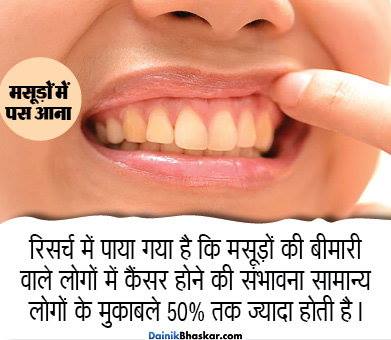 मसूड़ों में
पस आना
रिसर्च में पाया गया है कि मसूड़ों की बीमारी
वाले लोगों में कैंसर होने की संभावना सामान्य
लोगों के मुकाबले 50% तक ज्यादा होती है।
DainikBhaskar.com